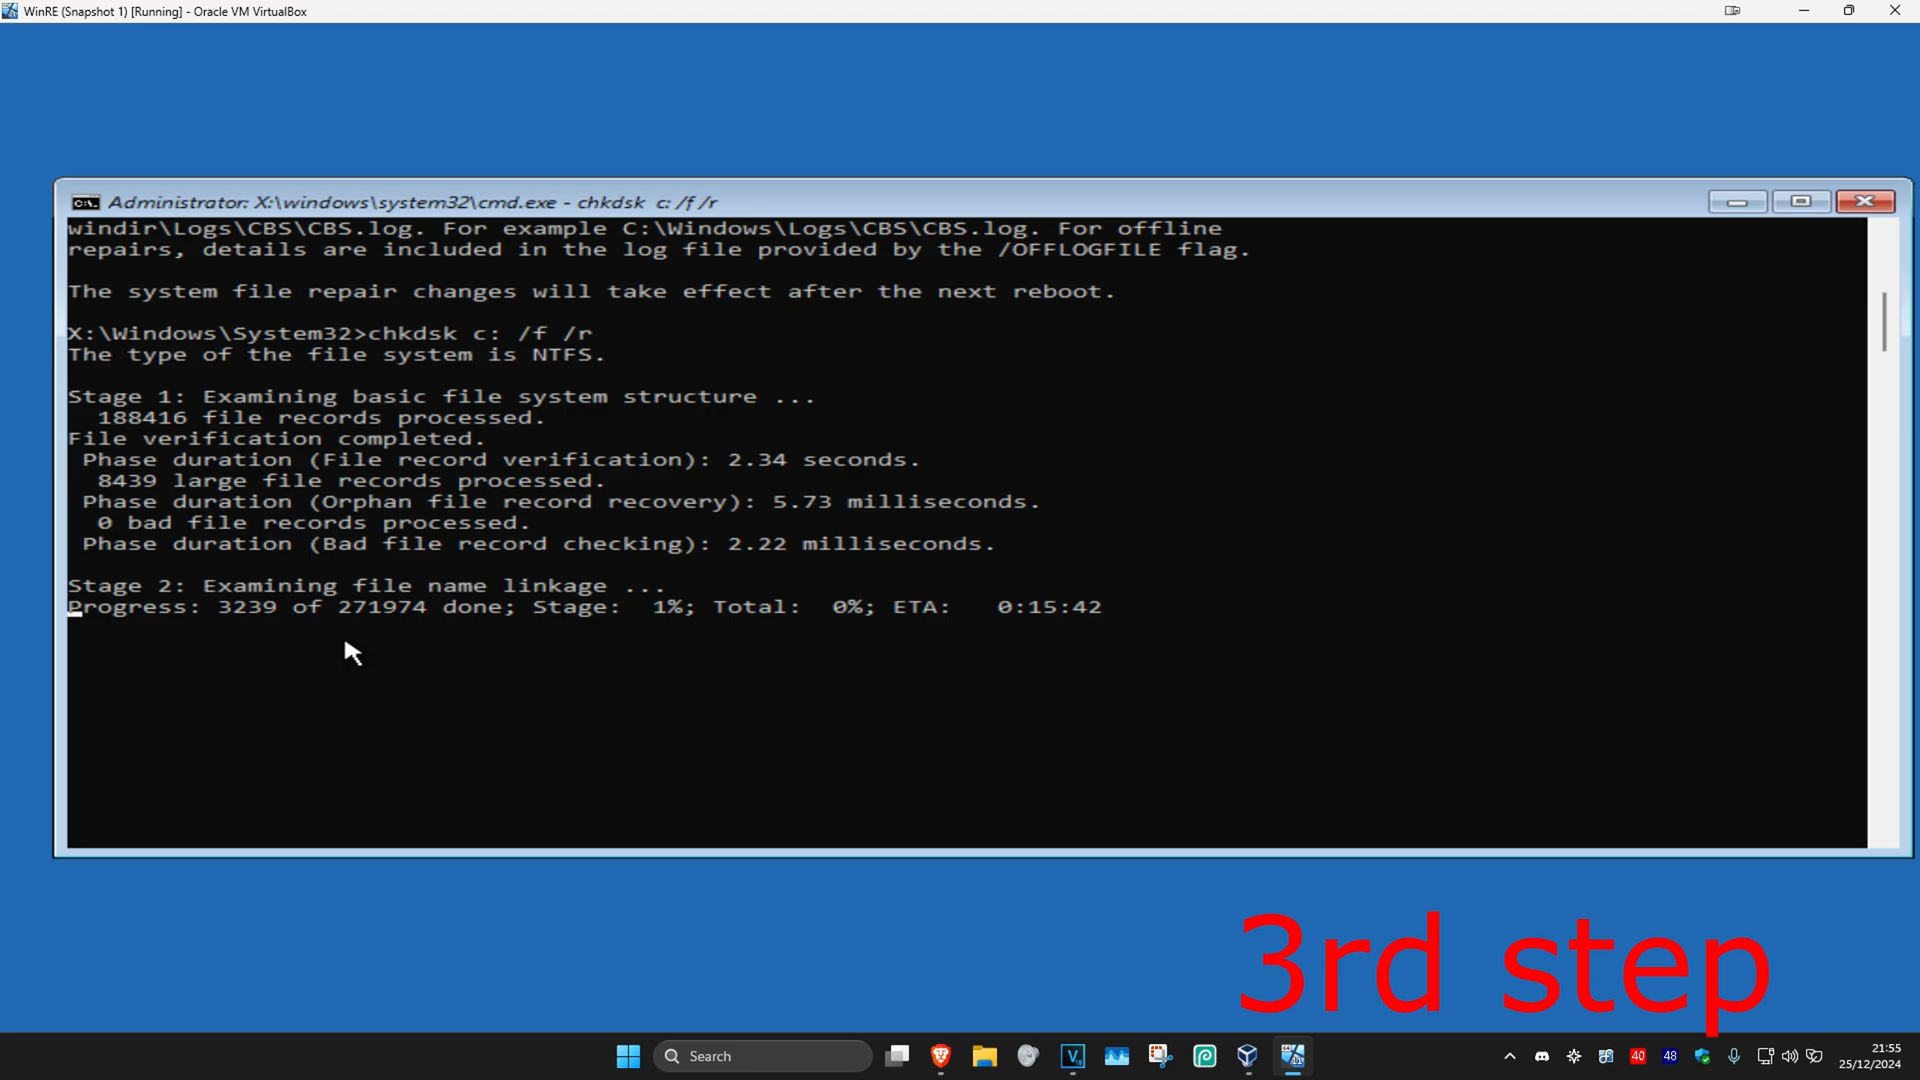 WinRE (Snapshot 1) [Running] - Oracle VM VirtualBox
Administrator: X:\windows\system32\cmd.exe - chkdsk  c: /f /r
windir\Logs\CBS\CBS.log. For example C:\Windows\Logs\CBS\CBS.log. For offline
repairs, details are included in the log file provided by the /OFFLOGFILE flag.
The system file repair changes will take effect after the next reboot.
X:\Windows\System32>chkdsk c: /f /r
The type of the file system is NTFS.
Stage 1: Examining basic file system structure ...
188416 file records processed.
File verification completed.
Phase duration (File record verification): 2.34 seconds.
8439 large file records processed.
Phase duration (Orphan file record recovery): 5.73 milliseconds.
0 bad file records processed.
Phase duration (Bad file record checking): 2.22 milliseconds.
Stage 2: Examining file name linkage ...
Progress: 3239 of 271974 done; Stage:  1%; Total:  0%; ETA:   0:15:42
3rd step
Search
40
48
21:55
25/12/2024